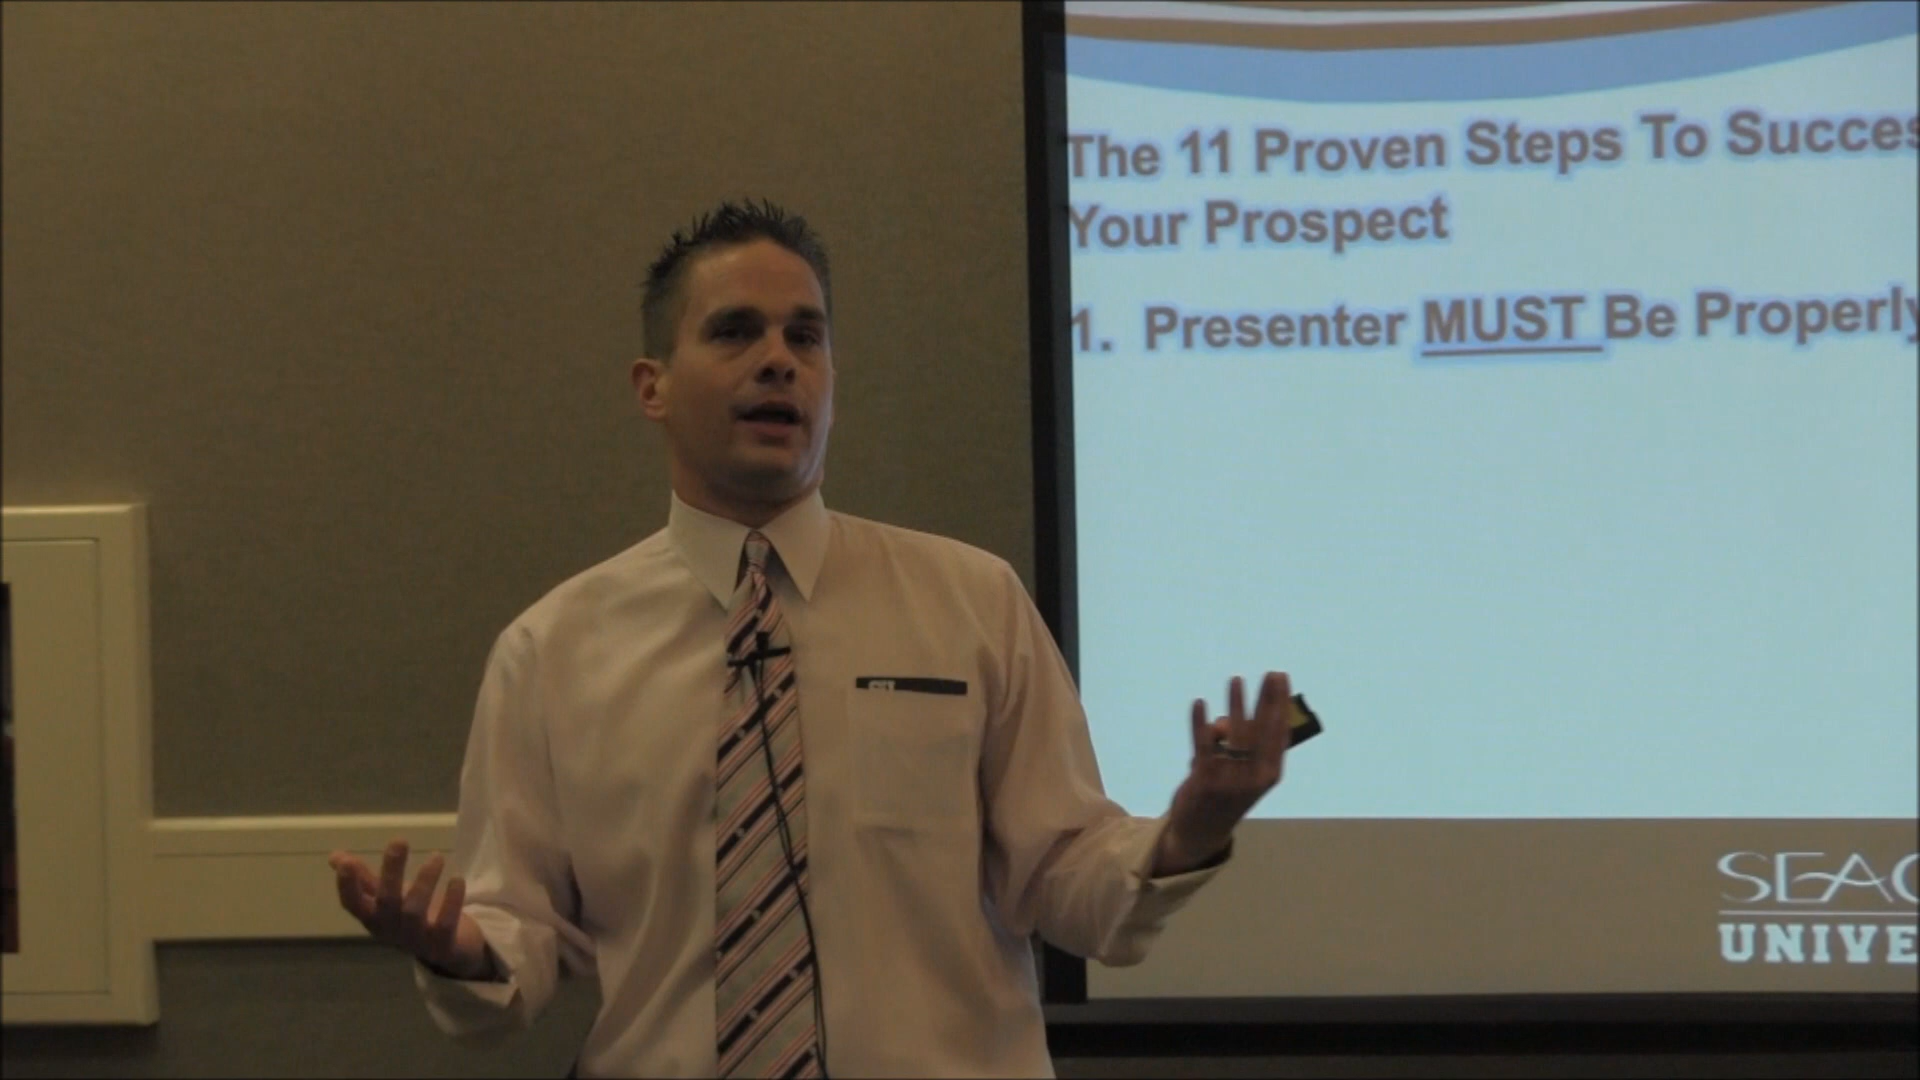 The 11 Proven Steps To Succes
Your Prospect
1. Presenter MUST Be Properly
SEAC
UNIVE